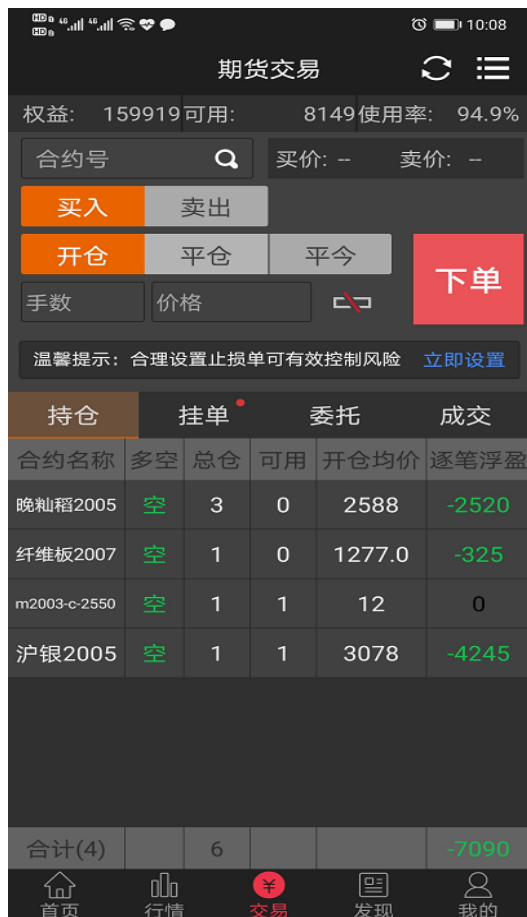 HD HD 46 46 10:08
期货交易
权益: 159919 可用: 8149 使用率: 94.9%
合约号 买价: -- 卖价: --
买入 卖出
开仓 平仓 平今
下单
手数 价格
温馨提示: 合理设置止损单可有效控制风险 立即设置
持仓 挂单 委托 成交
合约名称 多空 总仓 可用 开仓均价 逐笔浮盈
晚籼稻2005 空 3 0 2588 -2520
纤维板2007 空 1 0 1277.0 -325
m2003-c-2550 空 1 1 12 0
沪银2005 空 1 1 3078 -4245
合计(4) 6 -7090
首页 行情 交易 发现 我的